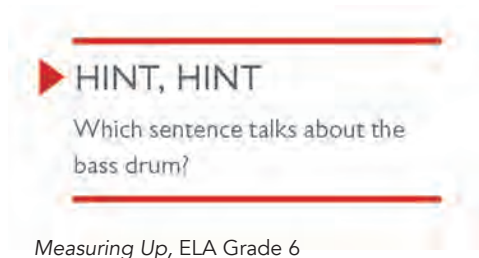 HINT, HINT
Which sentence talks about the
bass drum?
Measuring Up, ELA Grade 6